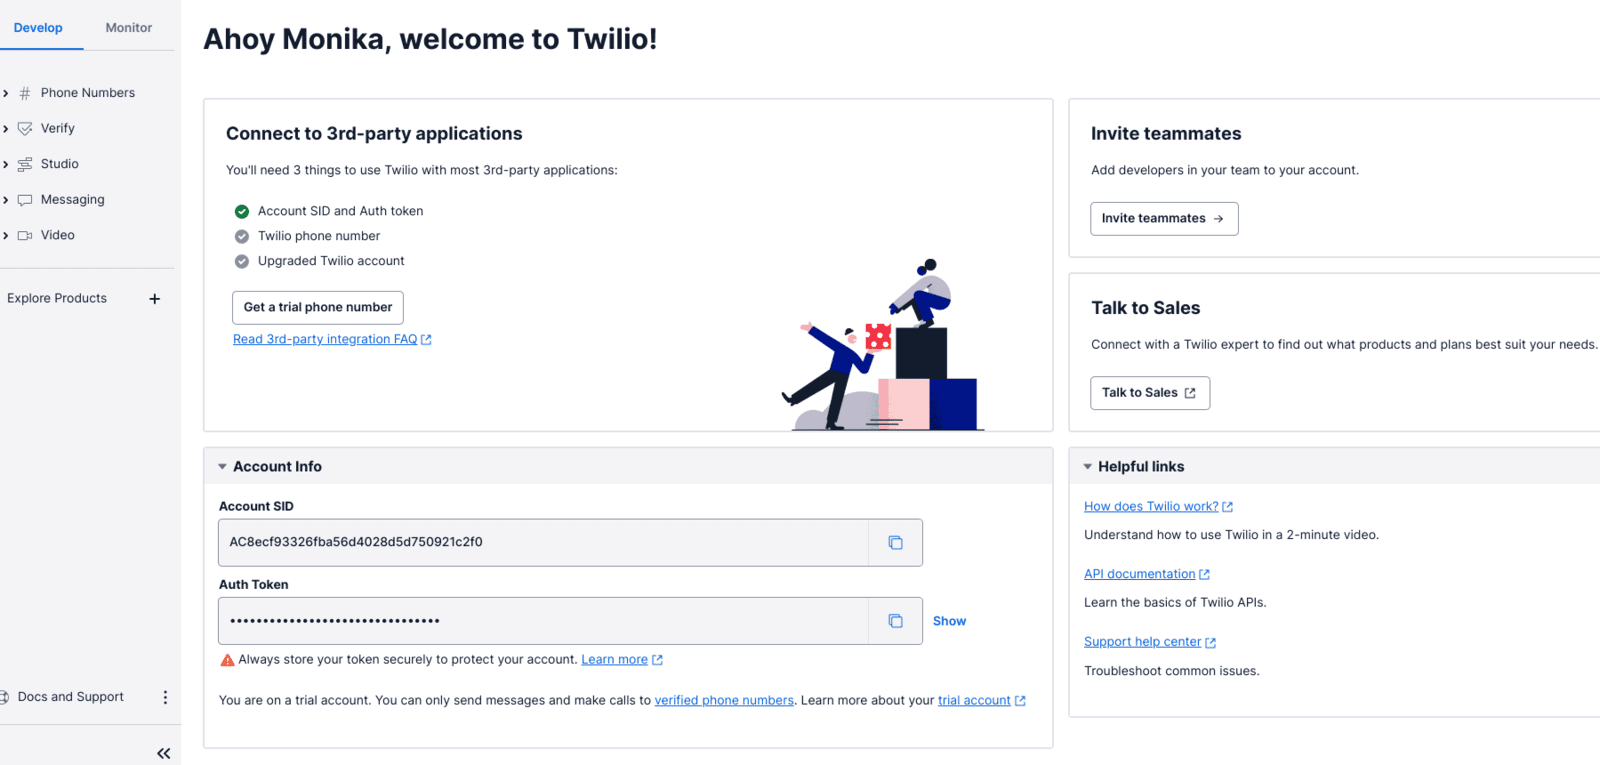 Develop
Monitor
Phone Numbers
Verify
Studio
Messaging
Video
Explore Products
Docs and Support
Ahoy Monika, welcome to Twilio!
Connect to 3rd-party applications
You'll need 3 things to use Twilio with most 3rd-party applications:
Account SID and Auth token
Twilio phone number
Upgraded Twilio account
Get a trial phone number
Read 3rd-party integration FAQ
Invite teammates
Add developers in your team to your account.
Invite teammates →
Talk to Sales
Connect with a Twilio expert to find out what products and plans best suit your needs.
Talk to Sales
Account Info
Account SID
AC8ecf93326fba56d4028d5d750921c2f0
Auth Token
••••••••••••••••••••••••••••••••
Show
Always store your token securely to protect your account. Learn more
You are on a trial account. You can only send messages and make calls to verified phone numbers. Learn more about your trial account
Helpful links
How does Twilio work?
Understand how to use Twilio in a 2-minute video.
API documentation
Learn the basics of Twilio APIs.
Support help center
Troubleshoot common issues.